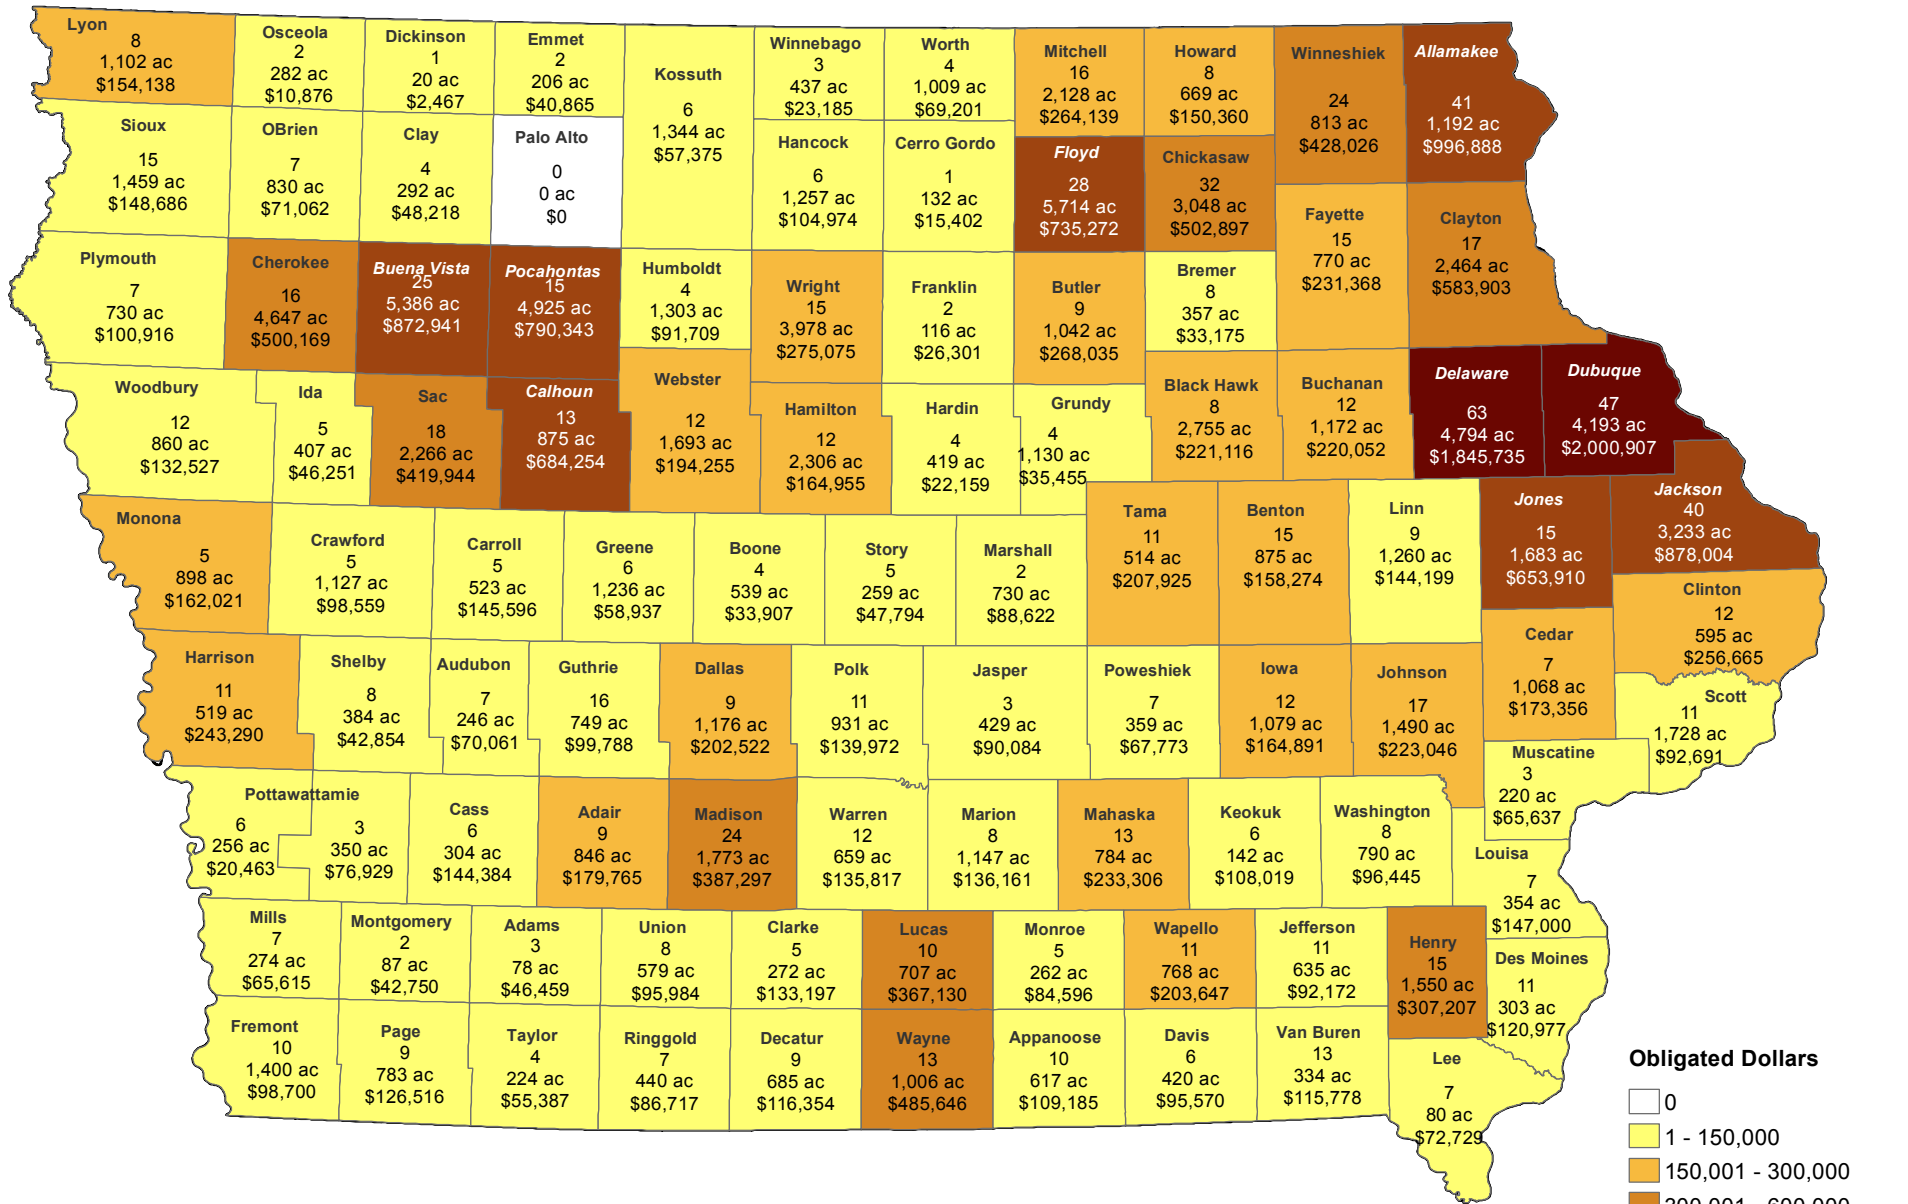 Lyon
8
1,102 ac
$154,138
Osceola
2
282 ac
$10,876
Dickinson
1
20 ac
$2,467
Emmet
2
206 ac
$40,865
Kossuth
6
1,344 ac
$57,375
Winnebago
3
437 ac
$23,185
Worth
4
1,009 ac
$69,201
Mitchell
16
2,128 ac
$264,139
Howard
8
669 ac
$150,360
Winneshiek
24
813 ac
$428,026
Allamakee
41
1,192 ac
$996,888
Sioux
15
1,459 ac
$148,686
OBrien
7
830 ac
$71,062
Clay
4
292 ac
$48,218
Palo Alto
0
0 ac
$0
Hancock
6
1,257 ac
$104,974
Cerro Gordo
1
132 ac
$15,402
Floyd
28
5,714 ac
$735,272
Chickasaw
32
3,048 ac
$502,897
Fayette
15
770 ac
$231,368
Clayton
17
2,464 ac
$583,903
Plymouth
7
730 ac
$100,916
Cherokee
16
4,647 ac
$500,169
Buena Vista
25
5,386 ac
$872,941
Pocahontas
15
4,925 ac
$790,343
Humboldt
4
1,303 ac
$91,709
Wright
15
3,978 ac
$275,075
Franklin
2
116 ac
$26,301
Butler
9
1,042 ac
$268,035
Bremer
8
357 ac
$33,175
Woodbury
12
860 ac
$132,527
Ida
5
407 ac
$46,251
Sac
18
2,266 ac
$419,944
Calhoun
13
875 ac
$684,254
Webster
12
1,693 ac
$194,255
Hamilton
12
2,306 ac
$164,955
Hardin
4
419 ac
$22,159
Grundy
4
1,130 ac
$35,455
Black Hawk
8
2,755 ac
$221,116
Buchanan
12
1,172 ac
$220,052
Delaware
63
4,794 ac
$1,845,735
Dubuque
47
4,193 ac
$2,000,907
Monona
5
898 ac
$162,021
Crawford
5
1,127 ac
$98,559
Carroll
5
523 ac
$145,596
Greene
6
1,236 ac
$58,937
Boone
4
539 ac
$33,907
Story
5
259 ac
$47,794
Marshall
2
730 ac
$88,622
Tama
11
514 ac
$207,925
Benton
15
875 ac
$158,274
Linn
9
1,260 ac
$144,199
Jones
15
1,683 ac
$653,910
Jackson
40
3,233 ac
$878,004
Clinton
12
595 ac
$256,665
Harrison
11
519 ac
$243,290
Shelby
8
384 ac
$42,854
Audubon
7
246 ac
$70,061
Guthrie
16
749 ac
$99,788
Dallas
9
1,176 ac
$202,522
Polk
11
931 ac
$139,972
Jasper
3
429 ac
$90,084
Poweshiek
7
359 ac
$67,773
Iowa
12
1,079 ac
$164,891
Johnson
17
1,490 ac
$223,046
Cedar
7
1,068 ac
$173,356
Scott
11
1,728 ac
$92,691
Muscatine
3
220 ac
$65,637
Pottawattamie
6
256 ac
$20,463
3
350 ac
$76,929
Cass
6
304 ac
$144,384
Adair
9
846 ac
$179,765
Madison
24
1,773 ac
$387,297
Warren
12
659 ac
$135,817
Marion
8
1,147 ac
$136,161
Mahaska
13
784 ac
$233,306
Keokuk
6
142 ac
$108,019
Washington
8
790 ac
$96,445
Louisa
7
354 ac
$147,000
Mills
7
274 ac
$65,615
Montgomery
2
87 ac
$42,750
Adams
3
78 ac
$46,459
Union
8
579 ac
$95,984
Clarke
5
272 ac
$133,197
Lucas
10
707 ac
$367,130
Monroe
5
262 ac
$84,596
Wapello
11
768 ac
$203,647
Jefferson
11
635 ac
$92,172
Henry
15
1,550 ac
$307,207
Des Moines
11
303 ac
$120,977
Fremont
10
1,400 ac
$98,700
Page
9
783 ac
$126,516
Taylor
4
224 ac
$55,387
Ringgold
7
440 ac
$86,717
Decatur
9
685 ac
$116,354
Wayne
13
1,006 ac
$485,646
Appanoose
10
617 ac
$109,185
Davis
6
420 ac
$95,570
Van Buren
13
334 ac
$115,778
Lee
7
80 ac
$72,729
Obligated Dollars
0
1 - 150,000
150,001 - 300,000